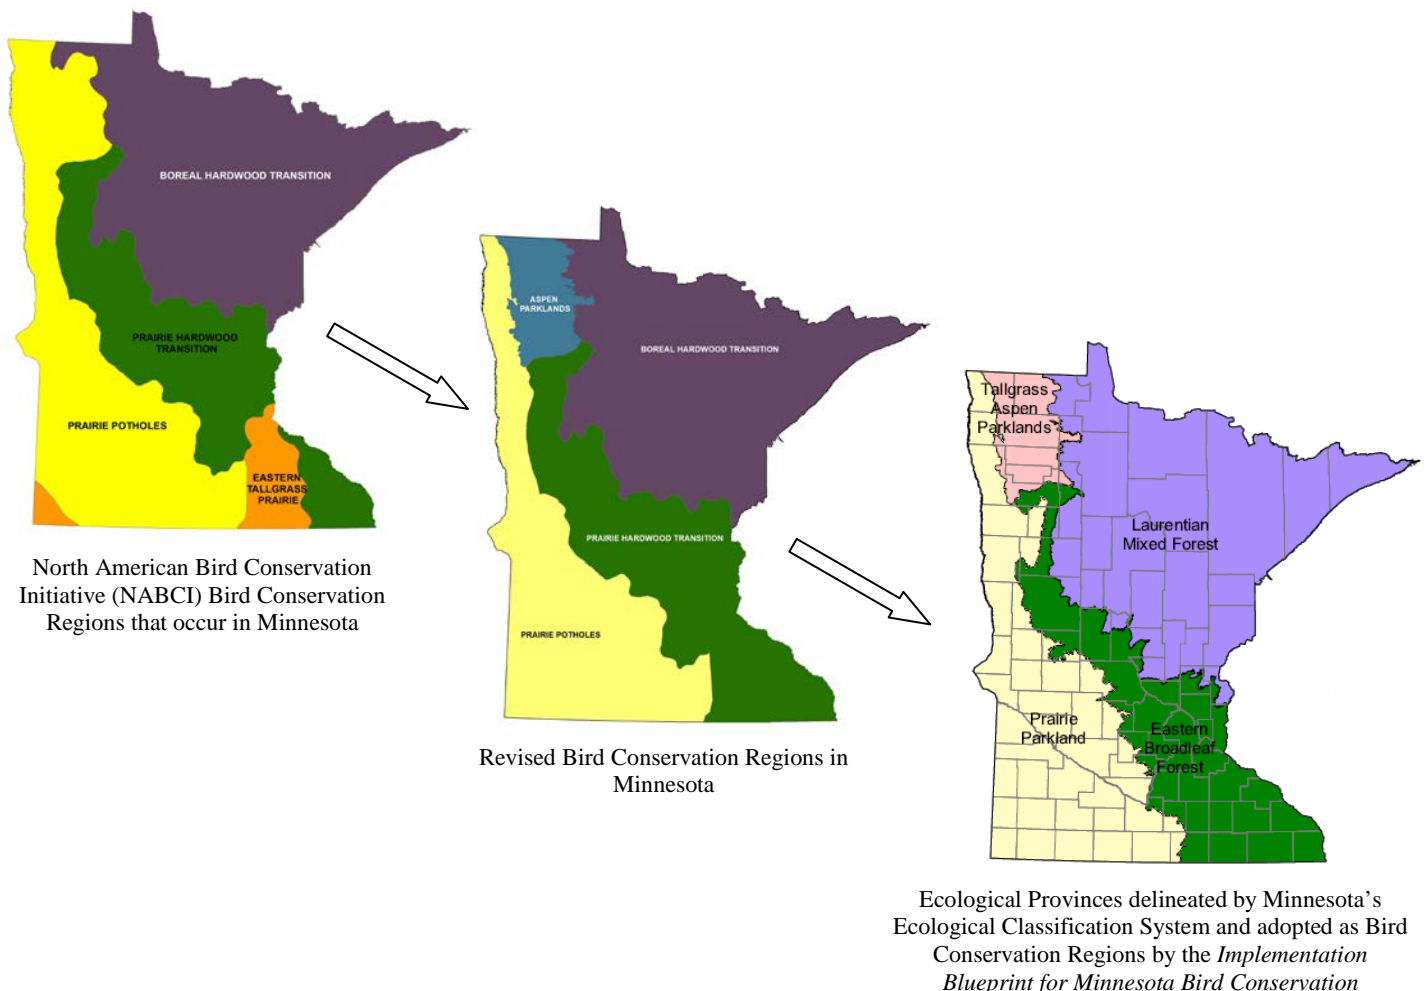 BOREAL HARDWOOD TRANSITION
PRAIRIE HARDWOOD
TRANSITION
PRAIRIE POTHOLES
EASTERN
TALLGRASS
PRAIRIE
North American Bird Conservation
Initiative (NABCI) Bird Conservation
Regions that occur in Minnesota
ASPEN
PARKLANDS
BOREAL HARDWOOD TRANSITION
PRAIRIE HARDWOOD TRANSITION
PRAIRIE POTHOLES
Revised Bird Conservation Regions in
Minnesota
Tallgrass
Aspen
Parklands
Laurentian
Mixed Forest
Prairie
Parkland
Eastern
Broadleaf
Forest
Ecological Provinces delineated by Minnesota’s
Ecological Classification System and adopted as Bird
Conservation Regions by the Implementation
Blueprint for Minnesota Bird Conservation